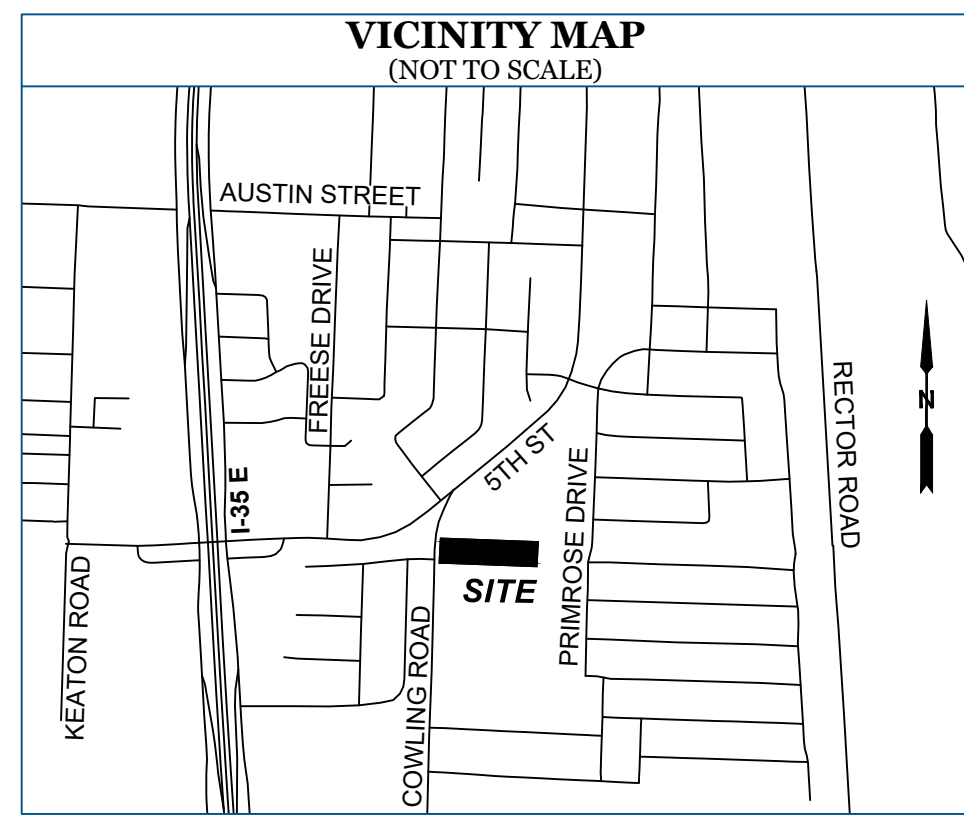 VICINITY MAP
(NOT TO SCALE)
AUSTIN STREET
FREESE DRIVE
RECTOR ROAD
N
5TH ST
I-35 E
PRIMROSE DRIVE
SITE
KEATON ROAD
COWLING ROAD